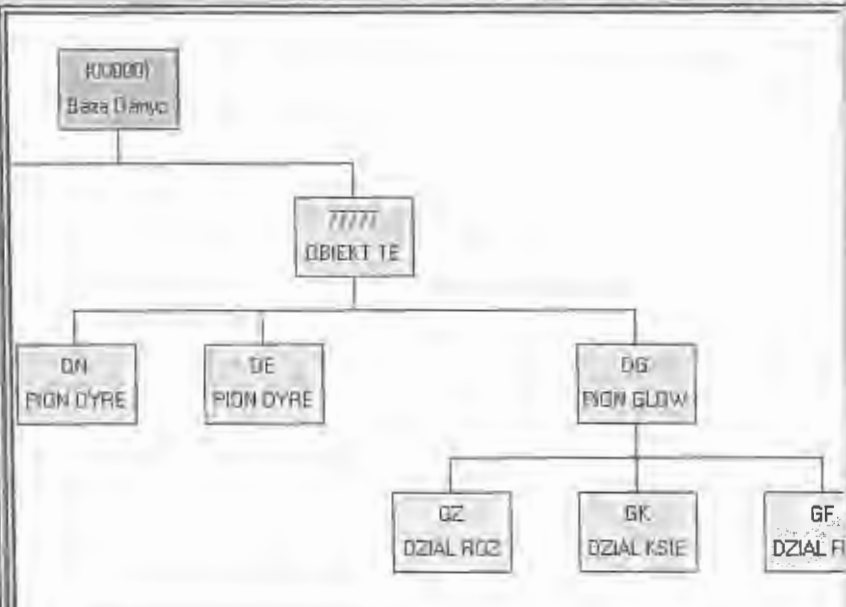 Baza Danyc
77777
OBIEKT TE
DN
PION DYRE
DE
PION DYRE
DG
PION GLOW
GZ
DZIAL ROZ
GK
DZIAL KSIE
GF
DZIAL